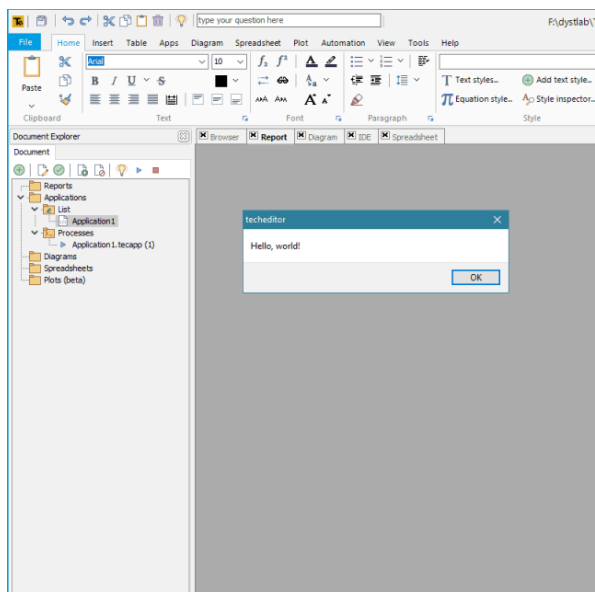 Te type your question here F:\dystlab\T
File Home Insert Table Apps Diagram Spreadsheet Plot Automation View Tools Help
Paste
Arial 10
B I U S
Text styles... Add text style...
Equation style... Style inspector...
Clipboard Text Font Paragraph Style
Document Explorer
Document
Browser Report Diagram IDE Spreadsheet
Reports
Applications
List
Application1
Processes
Application1.tecapp (1)
Diagrams
Spreadsheets
Plots (beta)
techeditor
Hello, world!
OK